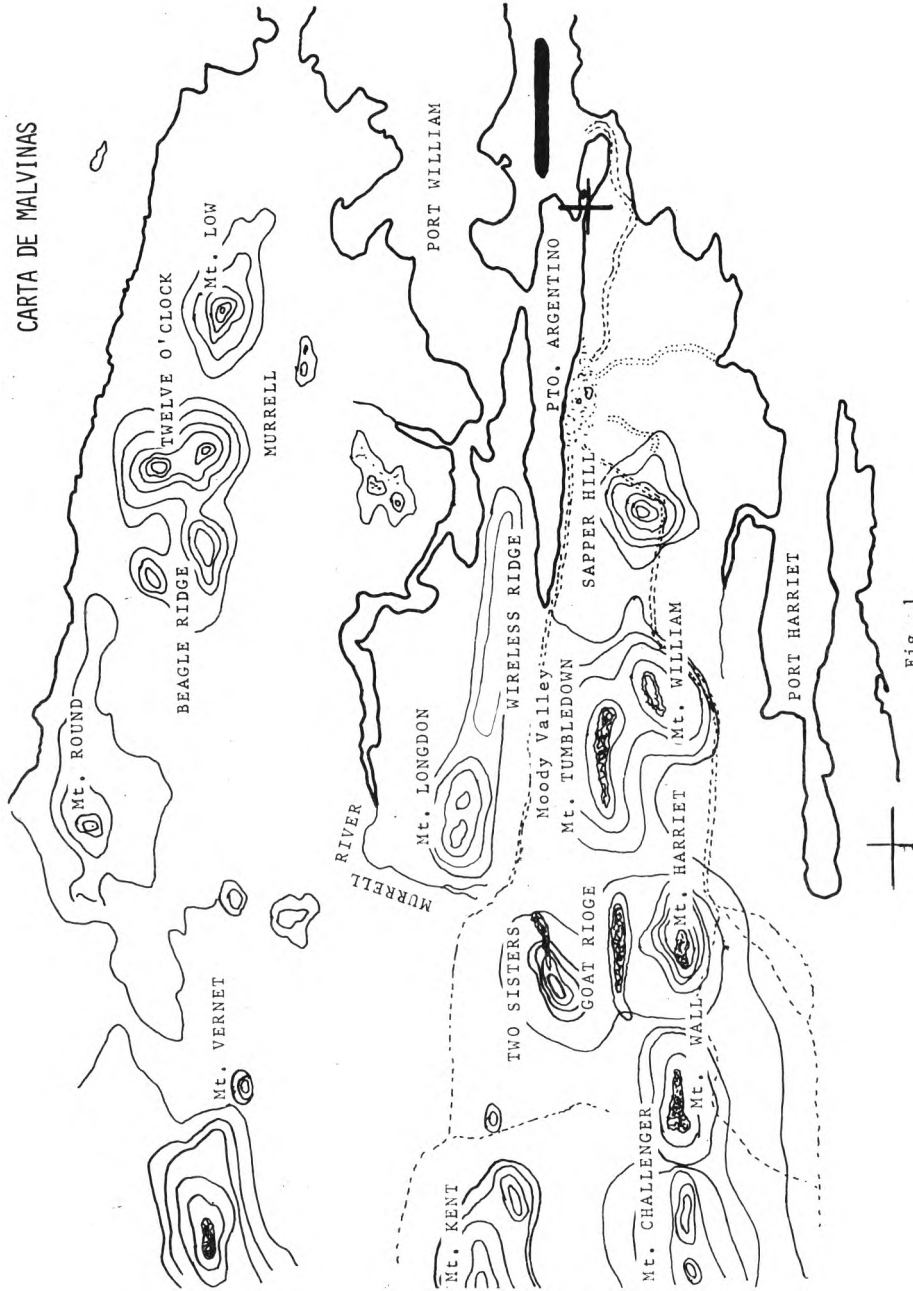 CARTA DE MALVINAS
Mt. ROUND
TWELVE O'CLOCK
Mt. LOW
BEAGLE RIDGE
MURRELL
Mt. VERNET
PORT WILLIAM
MURRELL RIVER
Mt. LONGDON
WIRELESS RIDGE
Mt. KENT
TWO SISTERS
Moody Valley
PTO. ARGENTINO
Mt. TUMBLEDOWN
SAPPER HILL
GOAT RIOGE
Mt. CHALLENGER
Mt. WALL
Mt. HARRIET
Mt. WILLIAM
PORT HARRIET
Fig. 1